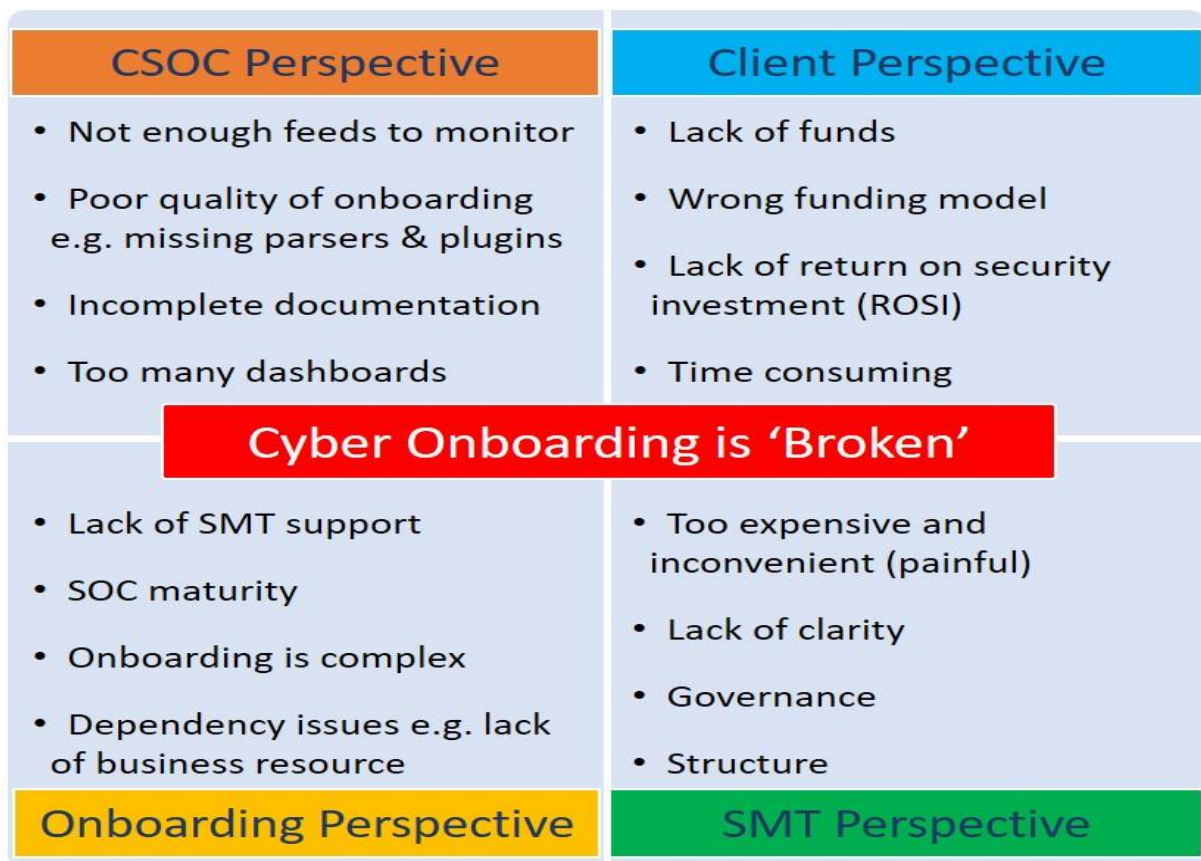 CSOC Perspective
• Not enough feeds to monitor
• Poor quality of onboarding
e.g. missing parsers & plugins
• Incomplete documentation
• Too many dashboards
Client Perspective
• Lack of funds
• Wrong funding model
• Lack of return on security
investment (ROSI)
• Time consuming
Cyber Onboarding is ‘Broken’
• Lack of SMT support
• SOC maturity
• Onboarding is complex
• Dependency issues e.g. lack
of business resource
Onboarding Perspective
• Too expensive and
inconvenient (painful)
• Lack of clarity
• Governance
• Structure
SMT Perspective